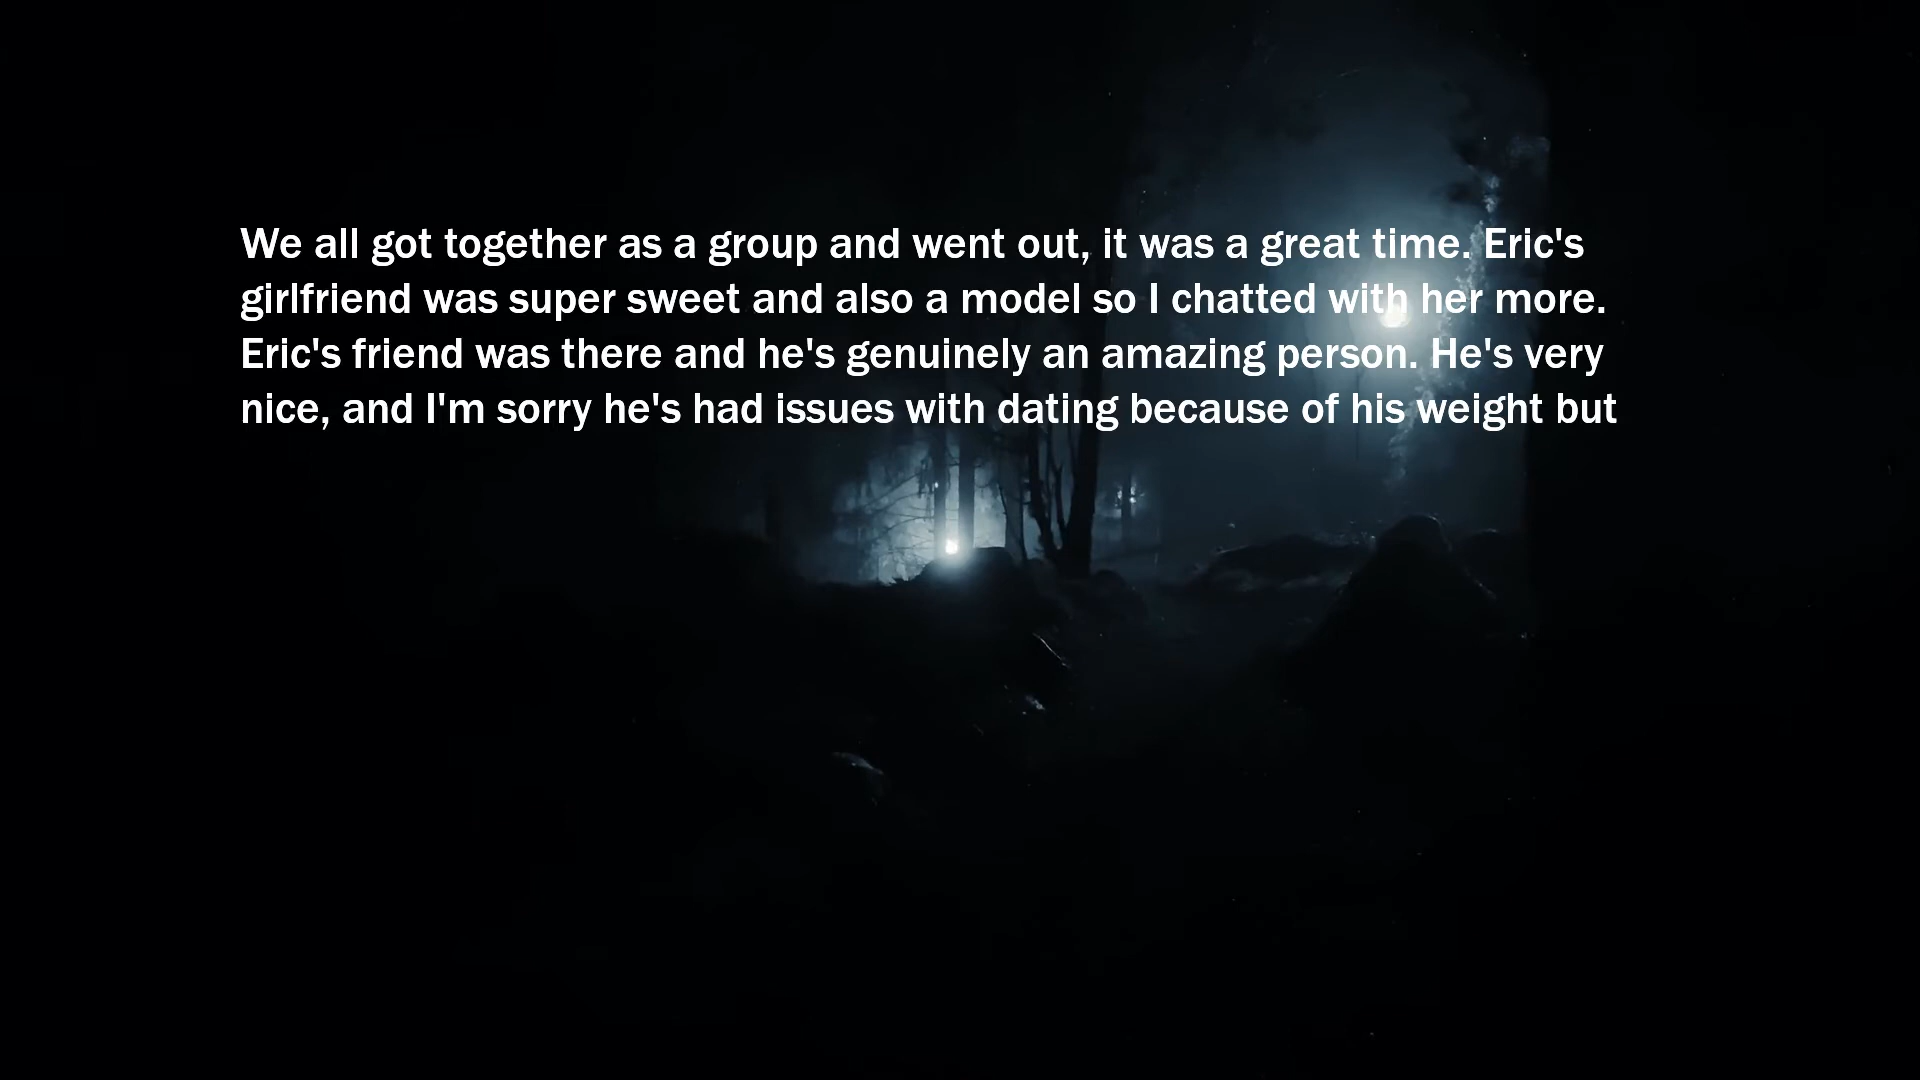 We all got together as a group and went out, it was a great time. Eric's
girlfriend was super sweet and also a model so I chatted with her more.
Eric's friend was there and he's genuinely an amazing person. He's very
nice, and I'm sorry he's had issues with dating because of his weight but